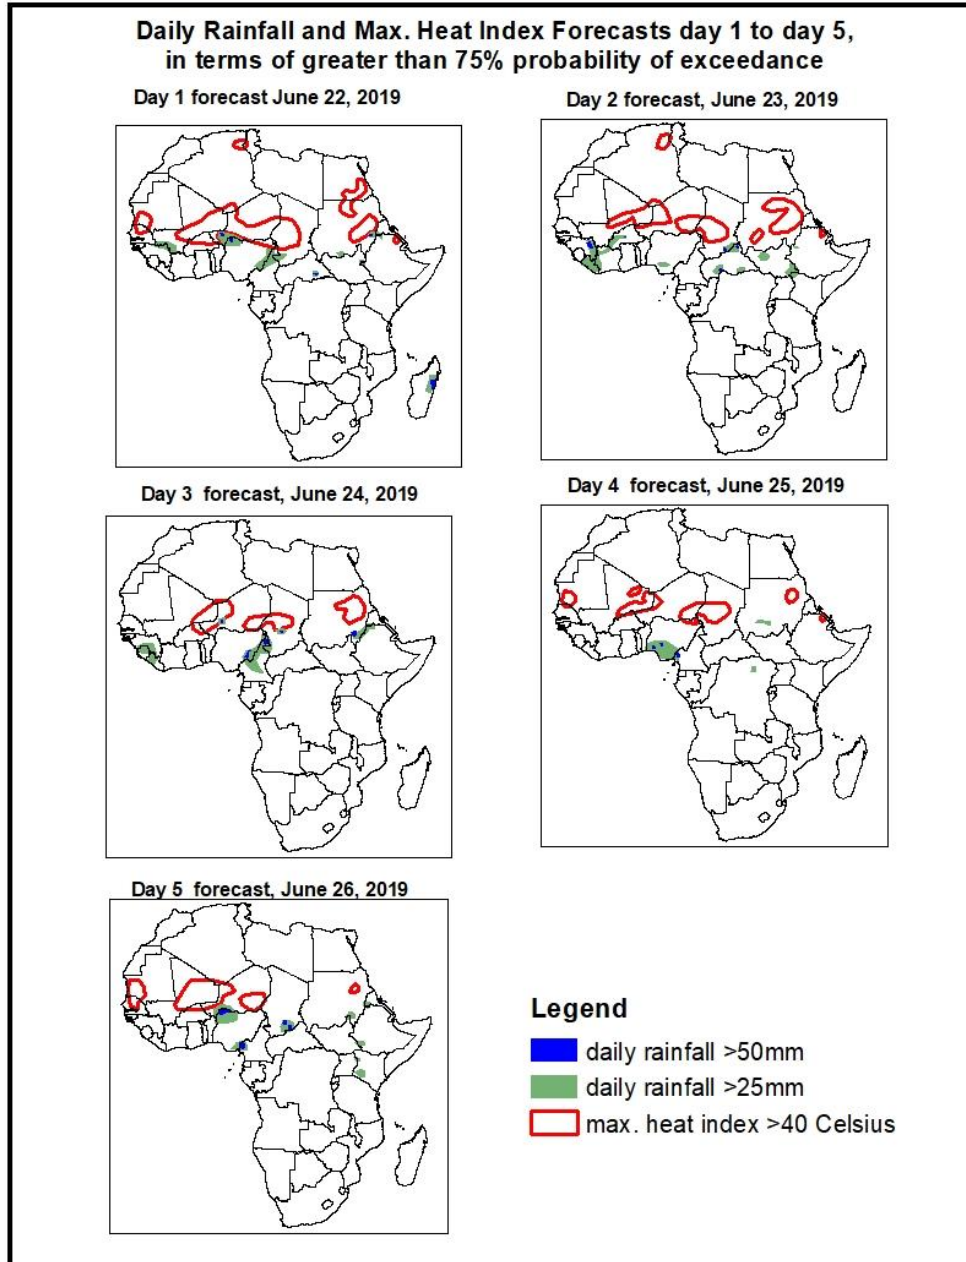 Daily Rainfall and Max. Heat Index Forecasts day 1 to day 5,
in terms of greater than 75% probability of exceedance
Day 1 forecast June 22, 2019
Day 2 forecast, June 23, 2019
Day 3 forecast, June 24, 2019
Day 4 forecast, June 25, 2019
Day 5 forecast, June 26, 2019
Legend
daily rainfall >50mm
daily rainfall >25mm
max. heat index >40 Celsius